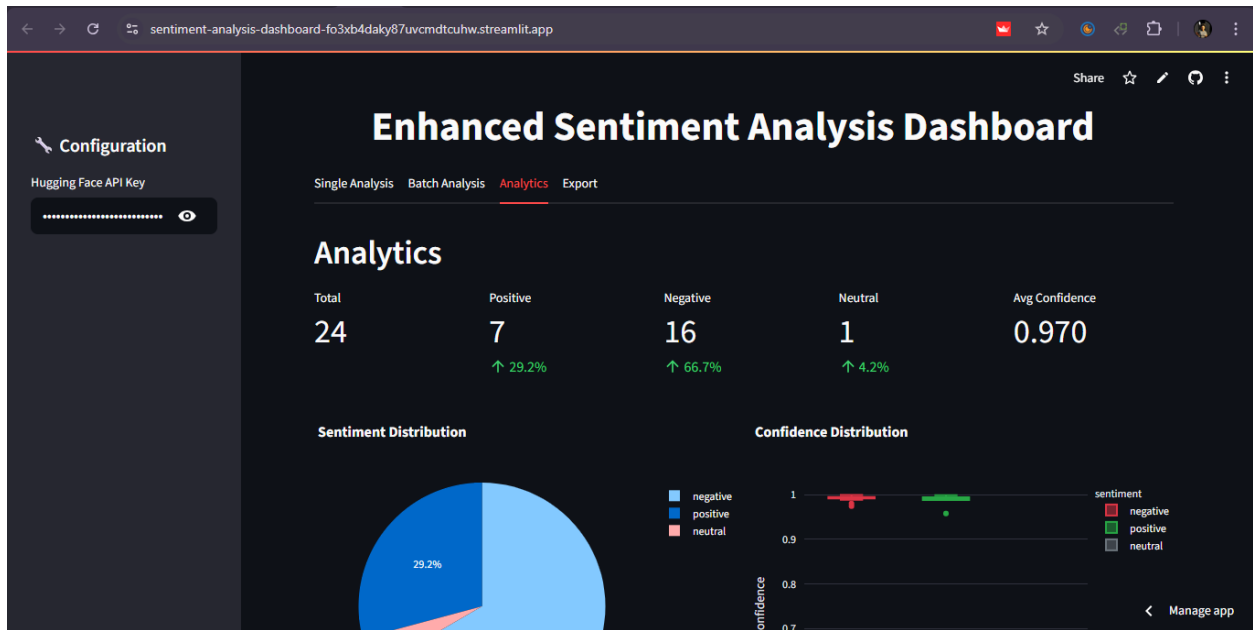 sentiment-analysis-dashboard-fo3xb4daky87uvcmdtcuhw.streamlit.app
Share
Configuration
Hugging Face API Key
Enhanced Sentiment Analysis Dashboard
Single Analysis Batch Analysis Analytics Export
Analytics
Total Positive Negative Neutral Avg Confidence
24 7 16 1 0.970
↑ 29.2% ↑ 66.7% ↑ 4.2%
Sentiment Distribution
negative
positive
neutral
29.2%
Confidence Distribution
1
0.9
0.8
0.7
sentiment
negative
positive
neutral
Manage app